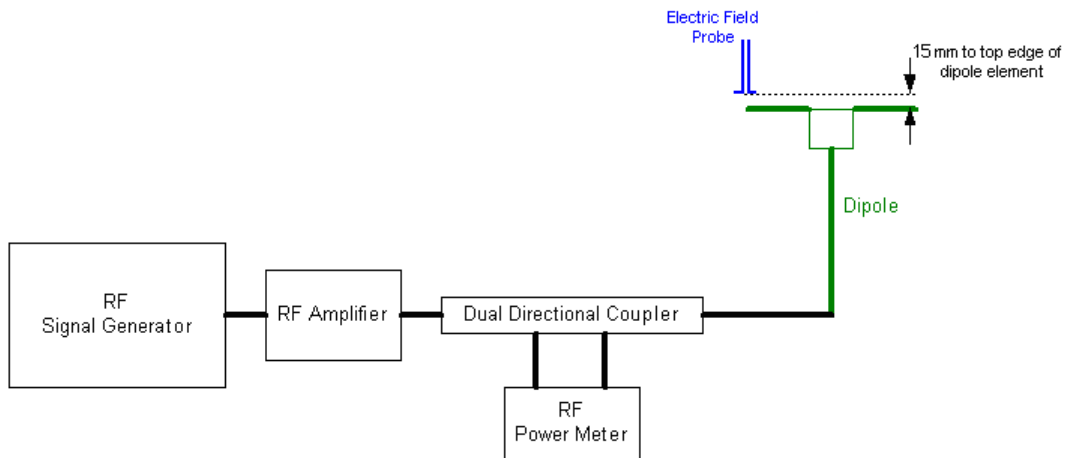 Electric Field
Probe
15 mm to top edge of
dipole element
Dipole
RF
Signal Generator
RF Amplifier
Dual Directional Coupler
RF
Power Meter